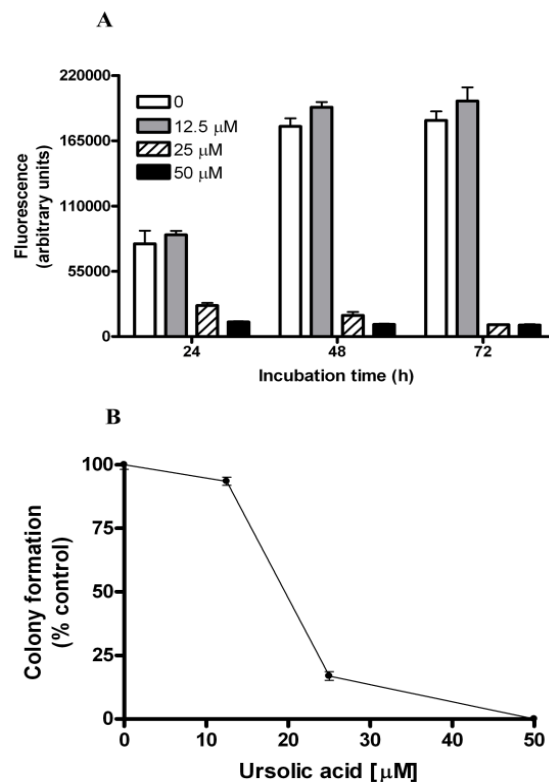 A
Fluorescence
(arbitrary units)
220000
165000
110000
55000
0
0
12.5 μM
25 μM
50 μM
24
48
72
Incubation time (h)
B
Colony formation
(% control)
100
75
50
25
0
0
10
20
30
40
50
Ursolic acid [μM]